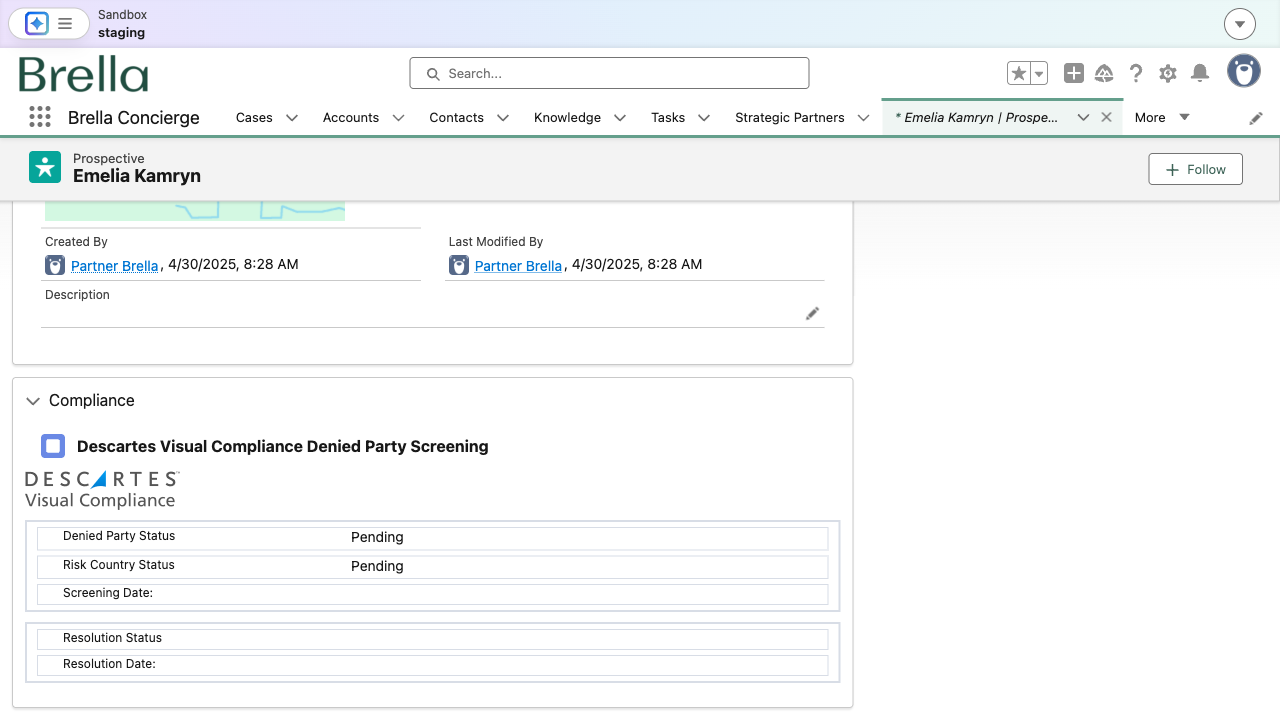 Sandbox
staging
Brella
Search...
Brella Concierge
Cases
Accounts
Contacts
Knowledge
Tasks
Strategic Partners
* Emelia Kamryn | Prospe...
More
Prospective
Emelia Kamryn
Follow
Created By
Partner Brella, 4/30/2025, 8:28 AM
Last Modified By
Partner Brella, 4/30/2025, 8:28 AM
Description
Compliance
Descartes Visual Compliance Denied Party Screening
DESCARTES™
Visual Compliance
Denied Party Status Pending
Risk Country Status Pending
Screening Date:
Resolution Status
Resolution Date: